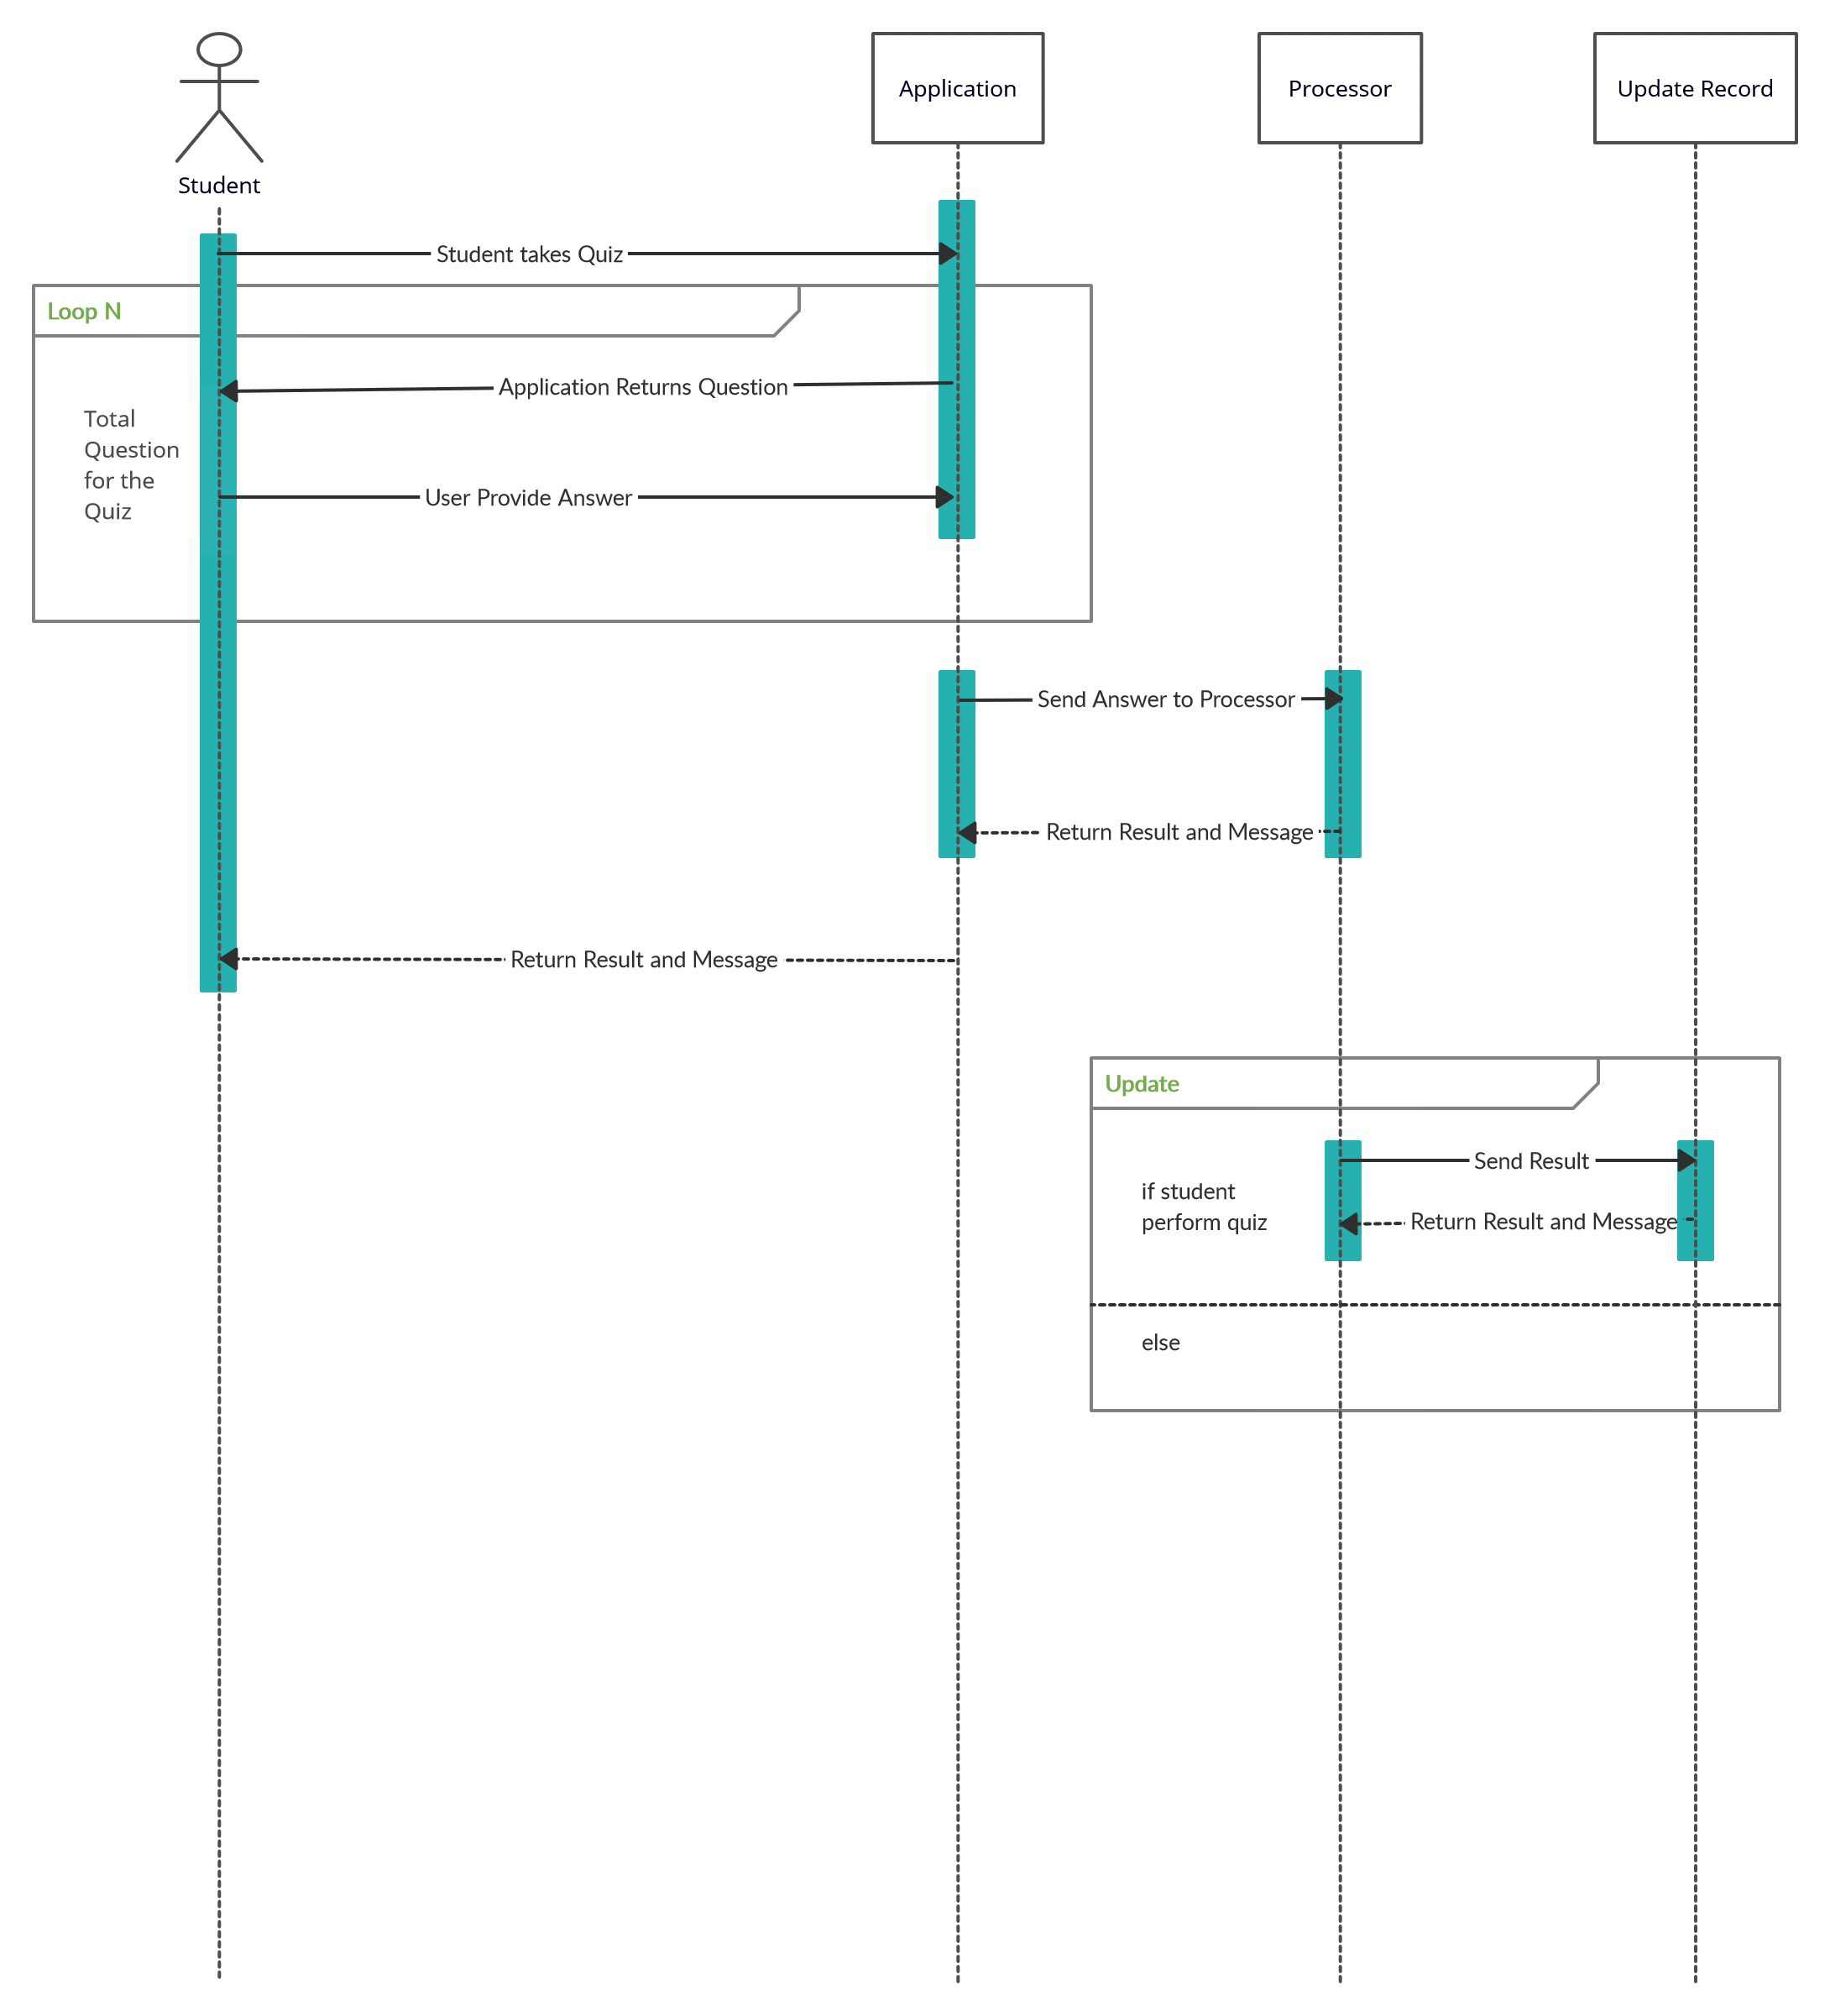 Application
Processor
Update Record
Student
Student takes Quiz
Loop N
Application Returns Question
Total
Question
for the
Quiz
User Provide Answer
Send Answer to Processor
Return Result and Message
Return Result and Message
Update
Send Result
if student
perform quiz
Return Result and Message
else